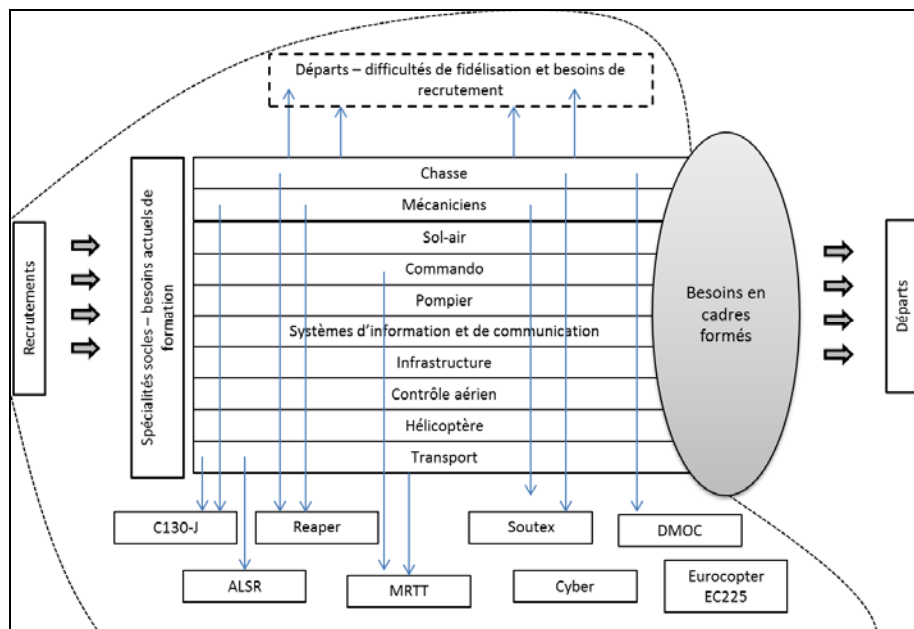 Départs – difficultés de fidélisation et besoins de
recrutement
Recrutements
Spécialités socles – besoins actuels de
formation
Chasse
Mécaniciens
Sol-air
Commando
Pompier
Systèmes d'information et de communication
Infrastructure
Contrôle aérien
Hélicoptère
Transport
Besoins en
cadres
formés
Départs
C130-J
Reaper
Soutex
DMOC
ALSR
MRTT
Cyber
Eurocopter
EC225